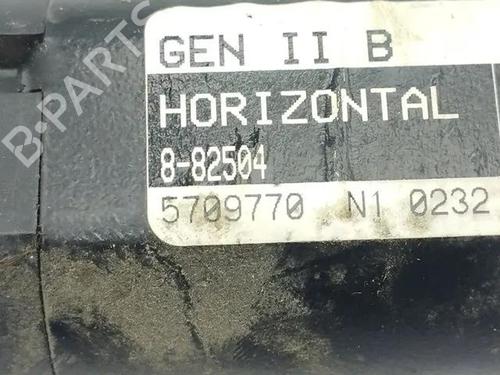 GEN II B
HORIZONTAL
8-82504
5709770 N1 0232
B-PARTS